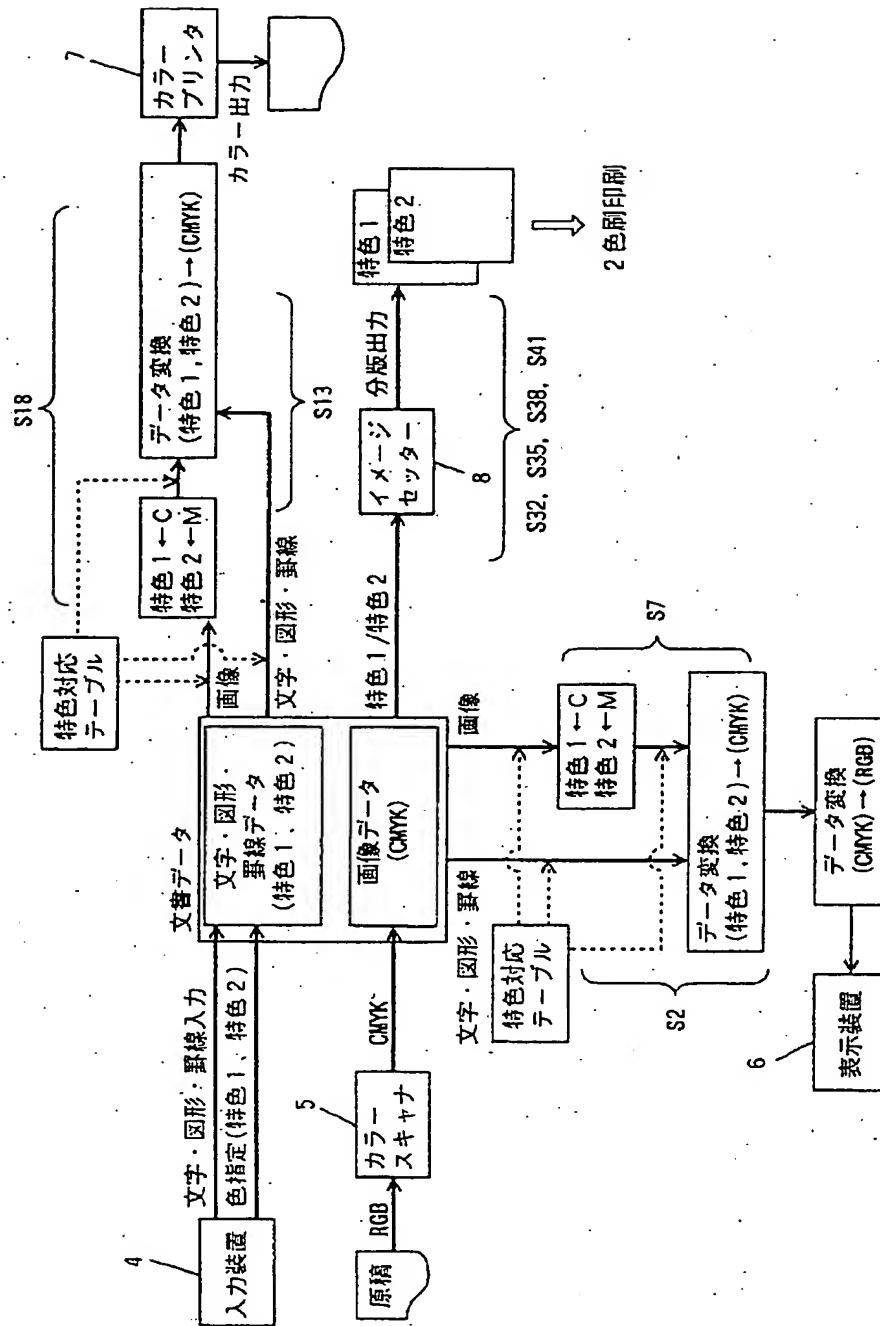 4
入力装置
文字・図形・罫線入力
色指定(特色1、特色2)
原稿
RGB
5
カラー
スキャナ
CMYK
文書データ
文字・図形・
罫線データ
(特色1、特色2)
画像データ
(CMYK)
特色対応
テーブル
画像
文字・図形・罫線
S18
特色1←C
特色2←M
データ変換
(特色1,特色2)→(CMYK)
S13
7
カラー
プリンタ
カラー出力
特色1/特色2
イメージ
セッター
8
分版出力
特色1
特色2
2色刷印刷
S32, S35, S38, S41
文字・図形・罫線
画像
特色対応
テーブル
特色1←C
特色2←M
S7
データ変換
(特色1,特色2)→(CMYK)
S2
データ変換
(CMYK)→(RGB)
6
表示装置